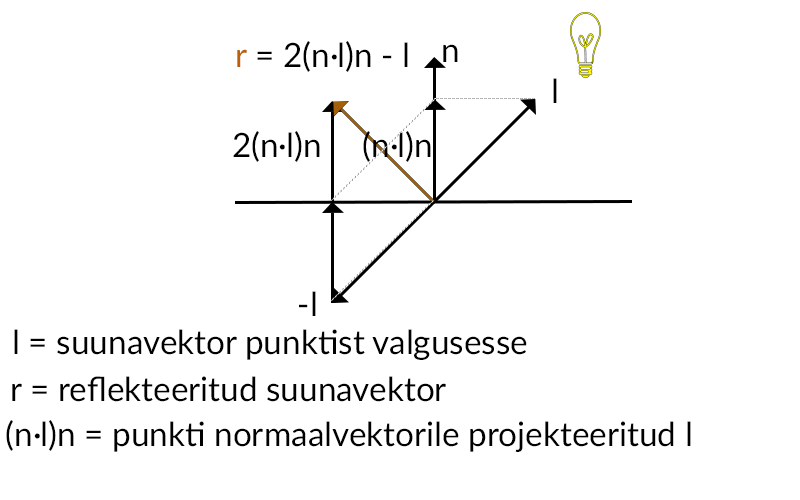 r = 2(n·l)n - l
n
l
2(n·l)n
(n·l)n
-l
l = suunavektor punktist valgusesse
r = reflekteeritud suunavektor
(n·l)n = punkti normaalvektorile projekteeritud l